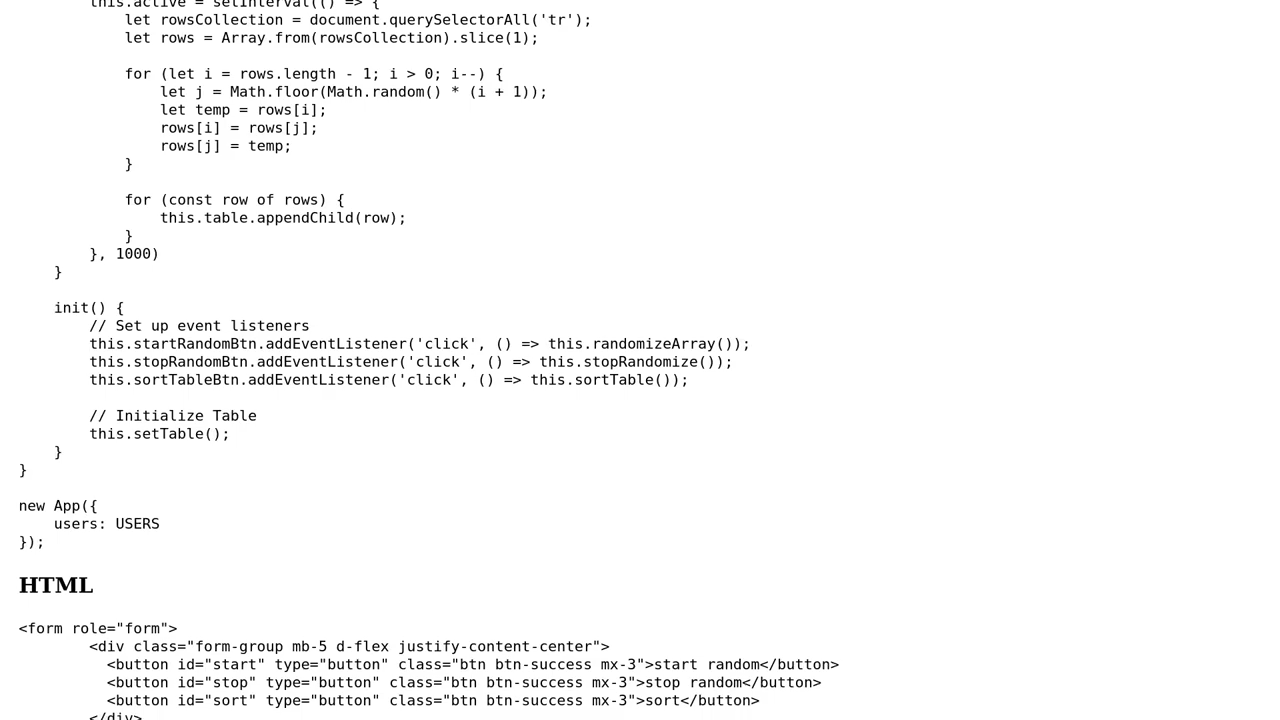 this.active = setInterval(() => {
let rowsCollection = document.querySelectorAll('tr');
let rows = Array.from(rowsCollection).slice(1);
for (let i = rows.length - 1; i > 0; i--) {
let j = Math.floor(Math.random() * (i + 1));
let temp = rows[i];
rows[i] = rows[j];
rows[j] = temp;
}
for (const row of rows) {
this.table.appendChild(row);
}
}, 1000)
}
init() {
// Set up event listeners
this.startRandomBtn.addEventListener('click', () => this.randomizeArray());
this.stopRandomBtn.addEventListener('click', () => this.stopRandomize());
this.sortTableBtn.addEventListener('click', () => this.sortTable());
// Initialize Table
this.setTable();
}
}
new App({
users: USERS
});
HTML
<form role="form">
<div class="form-group mb-5 d-flex justify-content-center">
<button id="start" type="button" class="btn btn-success mx-3">start random</button>
<button id="stop" type="button" class="btn btn-success mx-3">stop random</button>
<button id="sort" type="button" class="btn btn-success mx-3">sort</button>
</div>